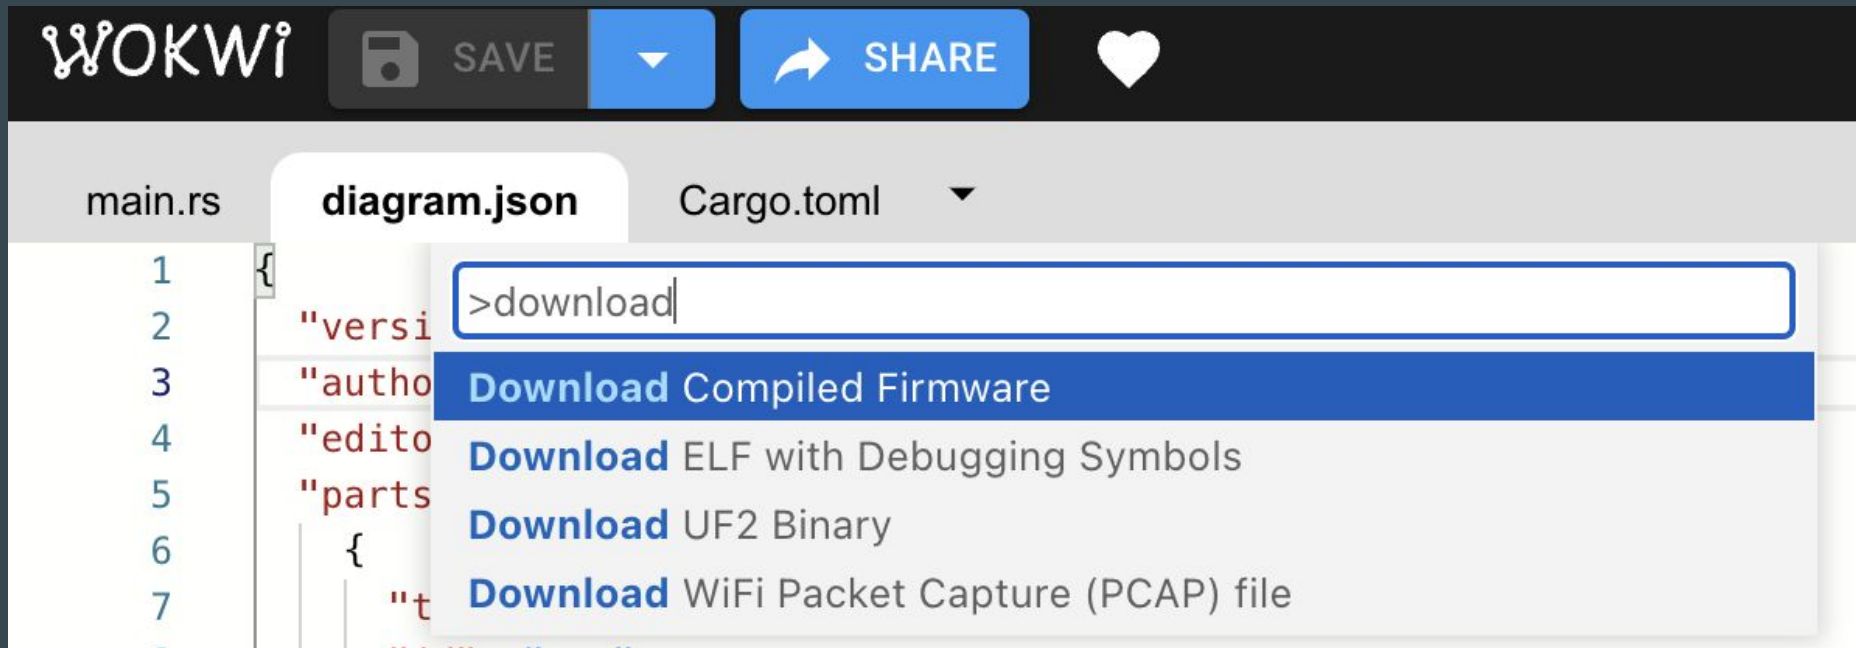 WOKWi SAVE SHARE
main.rs diagram.json Cargo.toml
1 {
>download
2 "versi
3 "autho
Download Compiled Firmware
4 "edito
Download ELF with Debugging Symbols
5 "parts
Download UF2 Binary
6 {
7 "t
Download WiFi Packet Capture (PCAP) file